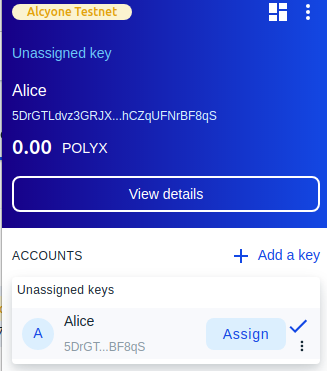 Alcyone Testnet
Unassigned key
Alice
5DrGTLdvz3GRJX...hCZqUFNrBF8qS
0.00 POLYX
View details
ACCOUNTS
Add a key
Unassigned keys
A
Alice
Assign
5DrGT...BF8qS